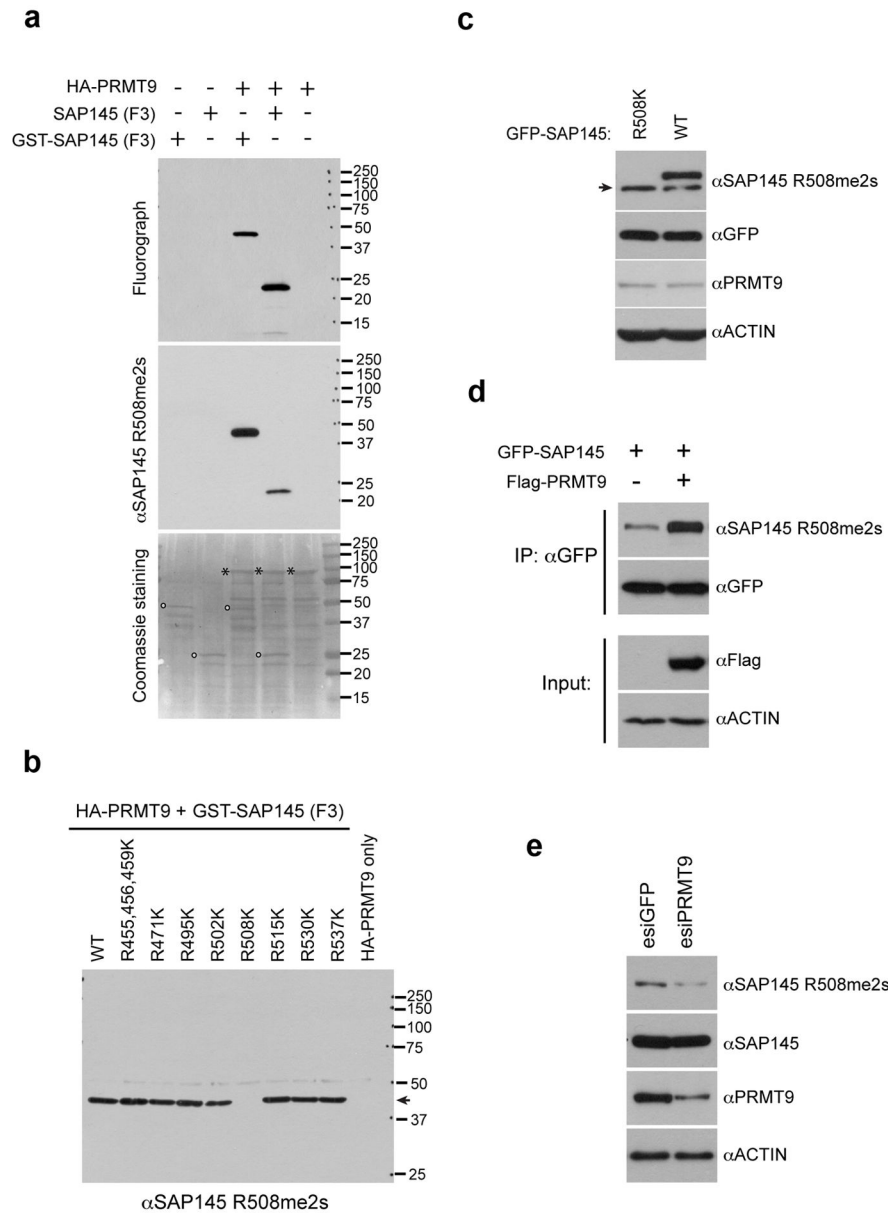 a
HA-PRMT9 - - + + +
SAP145 (F3) - + - + -
GST-SAP145 (F3) + - + - -
Fluorograph
250
150
100
75
50
37
25
20
15
αSAP145 R508me2s
250
150
100
75
50
37
25
20
Coomassie staining
* * *
250
150
100
75
50
37
25
20
15
b
HA-PRMT9 + GST-SAP145 (F3)
WT
R455,456,459K
R471K
R495K
R502K
R508K
R515K
R530K
R537K
HA-PRMT9 only
250
150
100
75
50
37
25
αSAP145 R508me2s
c
GFP-SAP145: R508K WT
αSAP145 R508me2s
αGFP
αPRMT9
αACTIN
d
GFP-SAP145 + +
Flag-PRMT9 - +
IP: αGFP
αSAP145 R508me2s
αGFP
Input:
αFlag
αACTIN
e
esiGFP
esiPRMT9
αSAP145 R508me2s
αSAP145
αPRMT9
αACTIN